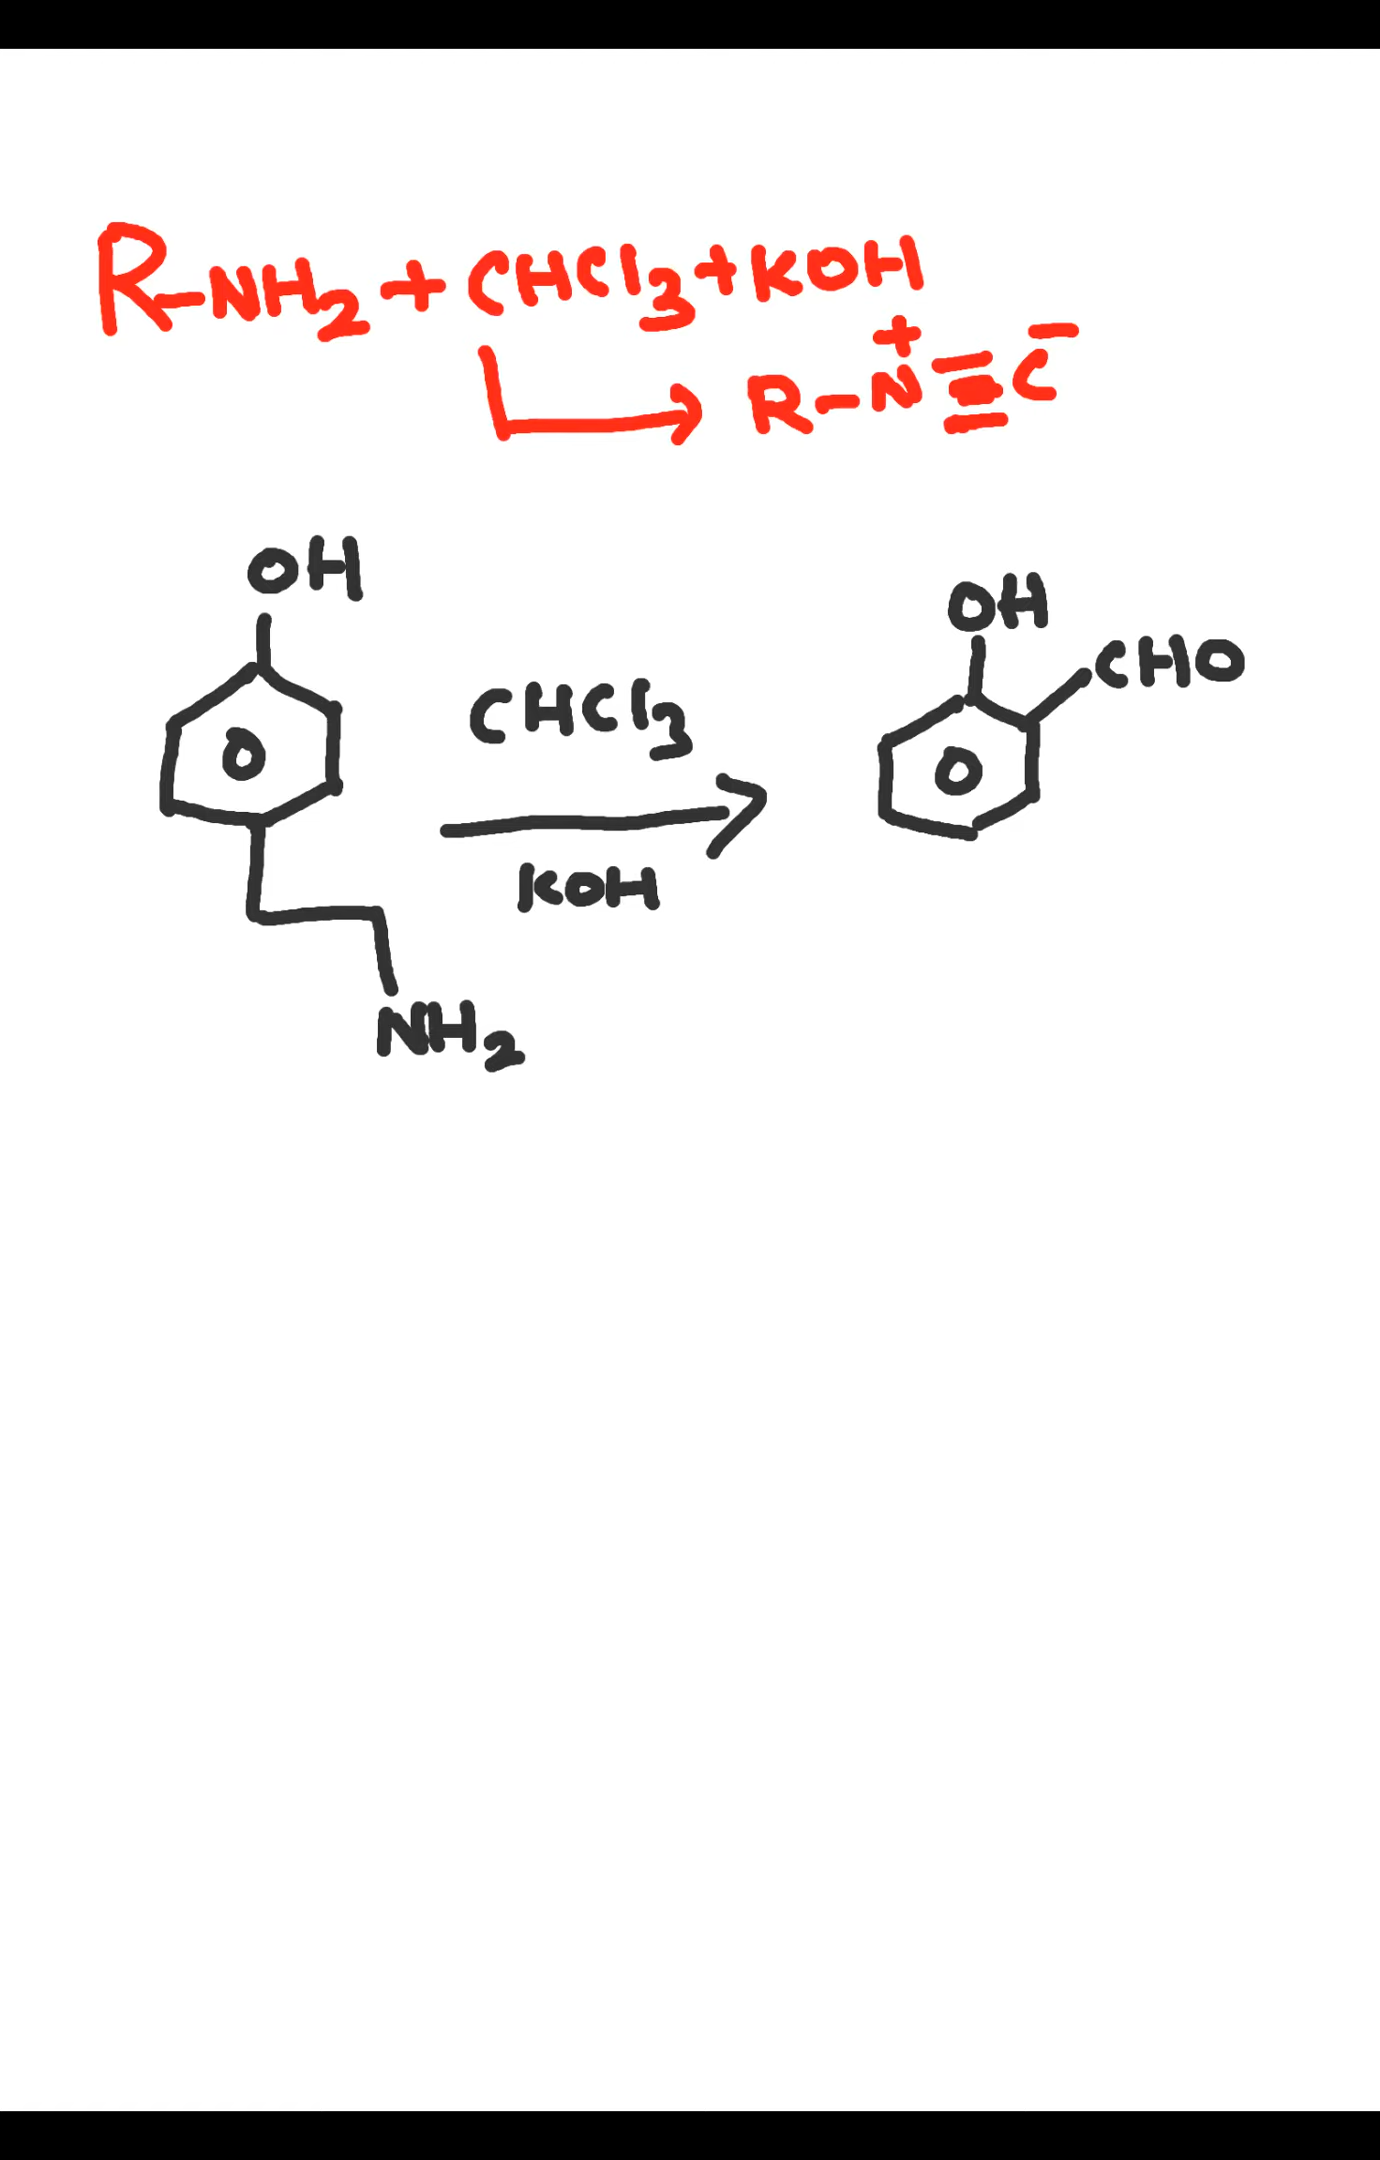 R-NH2 + CHCl3 + KOH
R-N+≡C-
OH
OH
CHO
CHCl3
KOH
NH2